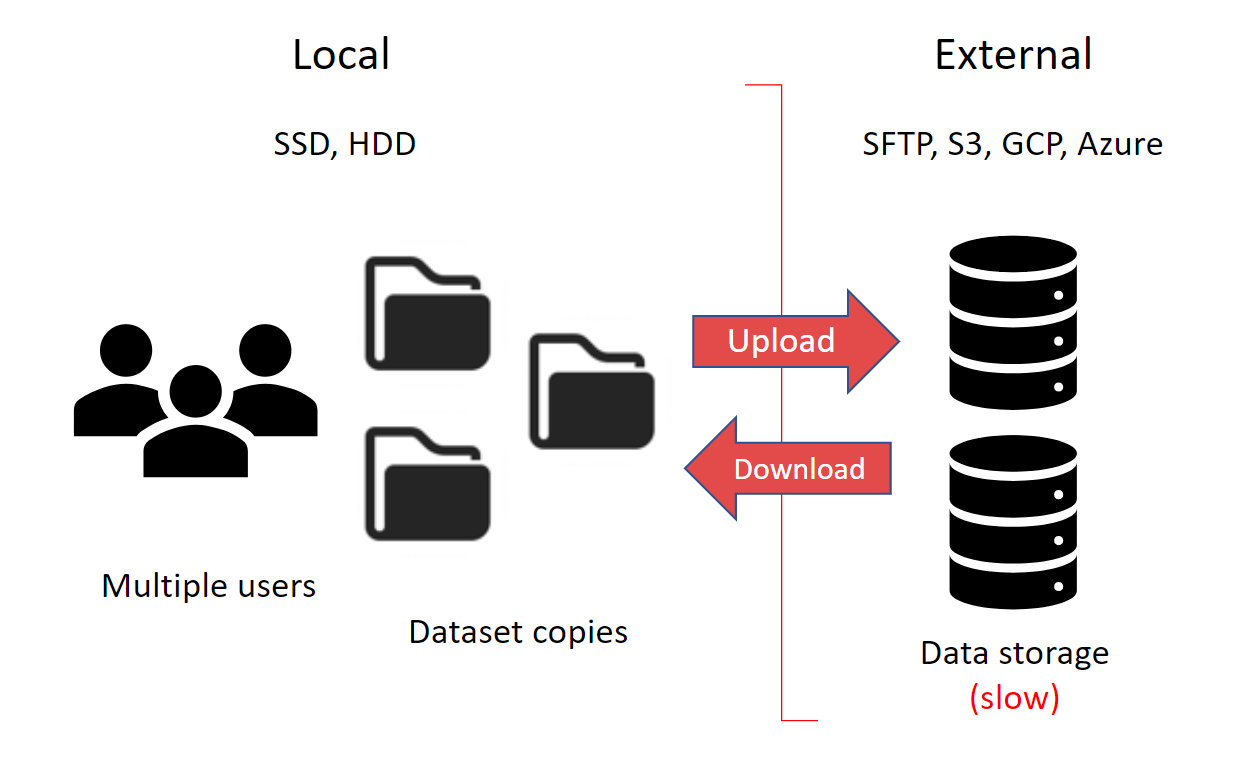 Local
External
SSD, HDD
SFTP, S3, GCP, Azure
Upload
Download
Multiple users
Dataset copies
Data storage
(slow)